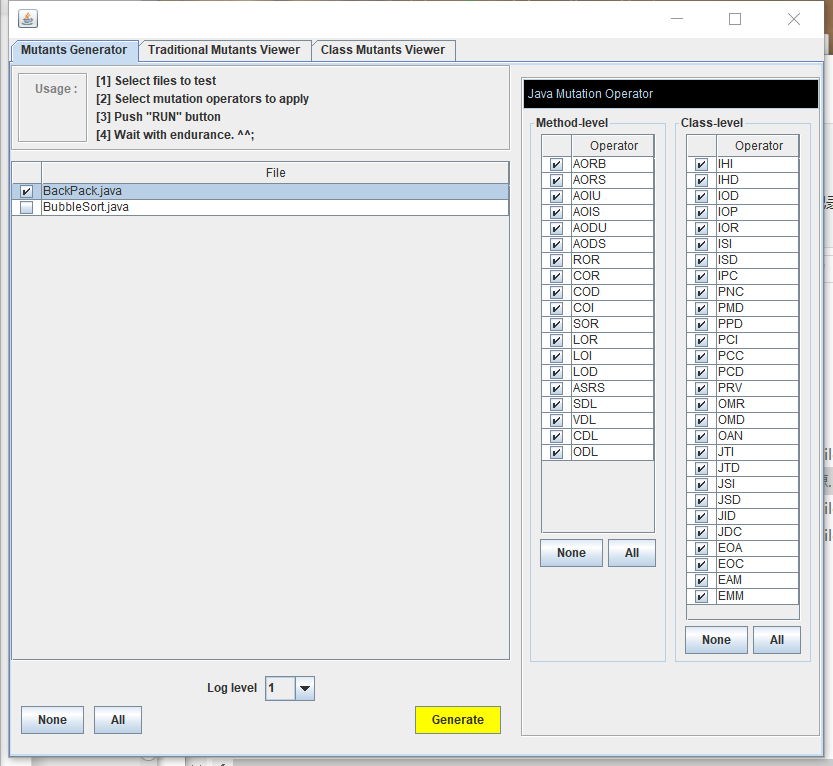 Mutants Generator
Traditional Mutants Viewer
Class Mutants Viewer
Usage :
[1] Select files to test
[2] Select mutation operators to apply
[3] Push "RUN" button
[4] Wait with endurance. ^^;
File
BackPack.java
BubbleSort.java
Log level 1
None
All
Generate
Java Mutation Operator
Method-level
Operator
AORB
AORS
AOIU
AOIS
AODU
AODS
ROR
COR
COD
COI
SOR
LOR
LOI
LOD
ASRS
SDL
VDL
CDL
ODL
None
All
Class-level
Operator
IHI
IHD
IOD
IOP
IOR
ISI
ISD
IPC
PNC
PMD
PPD
PCI
PCC
PCD
PRV
OMR
OMD
OAN
JTI
JTD
JSI
JSD
JID
JDC
EOA
EOC
EAM
EMM
None
All